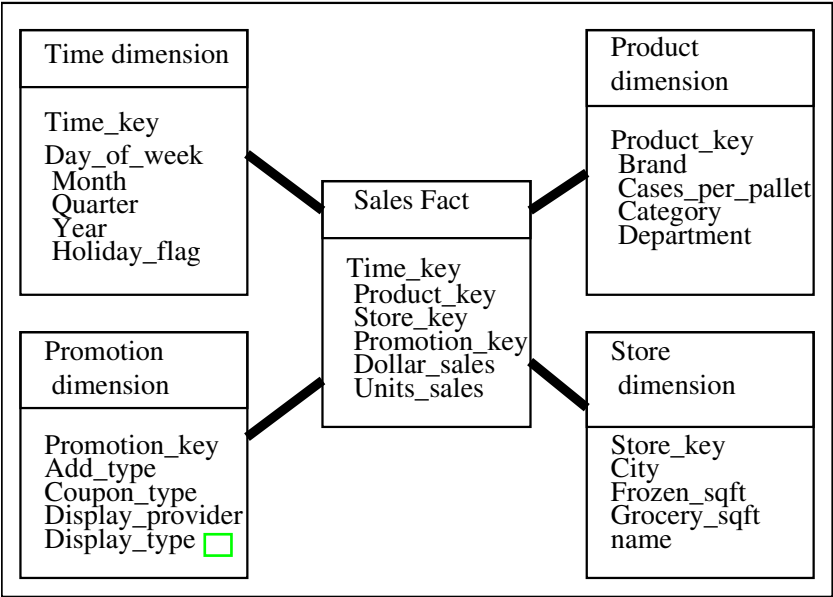 Time dimension
Time_key
Day_of_week
Month
Quarter
Year
Holiday_flag
Product
dimension
Product_key
Brand
Cases_per_pallet
Category
Department
Sales Fact
Time_key
Product_key
Store_key
Promotion_key
Dollar_sales
Units_sales
Promotion
dimension
Promotion_key
Add_type
Coupon_type
Display_provider
Display_type
Store
dimension
Store_key
City
Frozen_sqft
Grocery_sqft
name